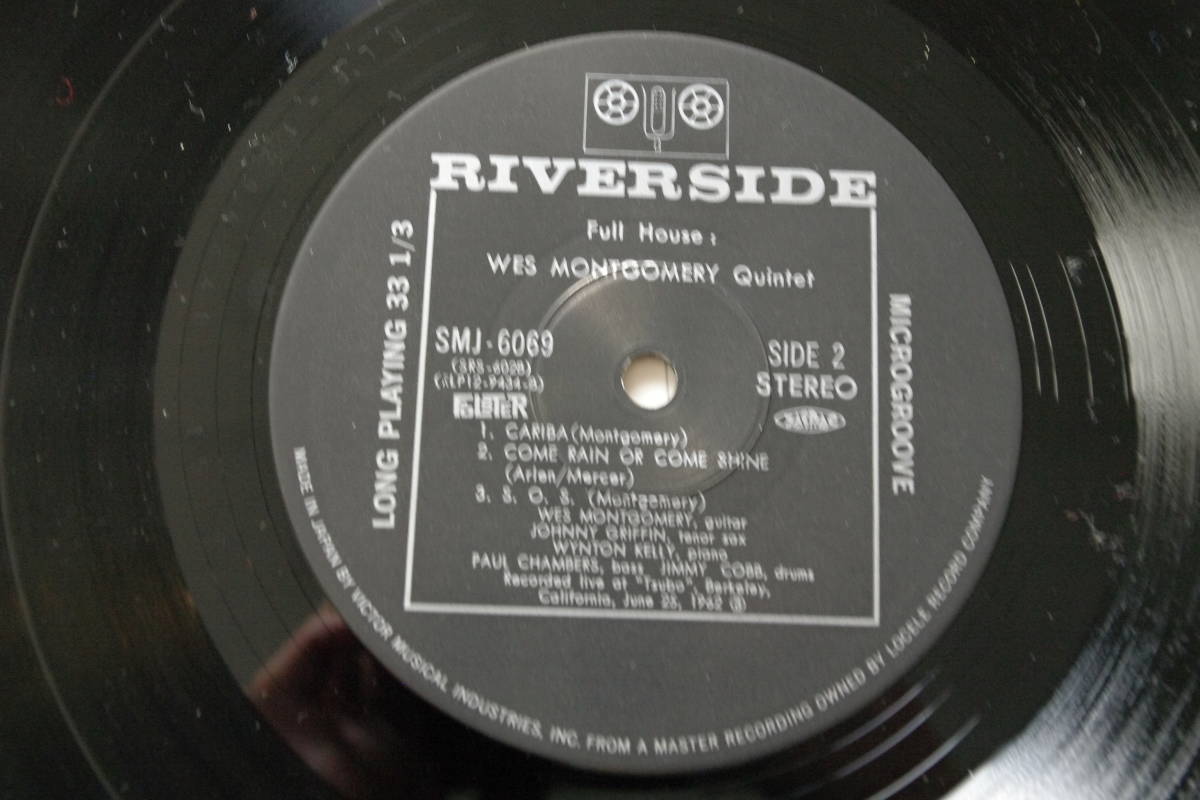 RIVERSIDE
Full House:
WES MONTGOMERY Quintet
LONG PLAYING 33 1/3
MICROGROOVE
SMJ-6069
(SRS-6028)
(RLP12-9434-B)
SIDE 2
STEREO
1. CARIBA (Montgomery)
2. COME RAIN OR COME SHINE
(Arlen/Mercer)
3. S. O. S. (Montgomery)
WES MONTGOMERY, guitar
JOHNNY GRIFFIN, tenor sax
WYNTON KELLY, piano
PAUL CHAMBERS, bass JIMMY COBB, drums
Recorded live at "Tsubo", Berkeley,
California, June 25, 1962 Ⓟ
MADE IN JAPAN BY VICTOR MUSICAL INDUSTRIES, INC. FROM A MASTER RECORDING OWNED BY LOGELE RECORD COMPANY